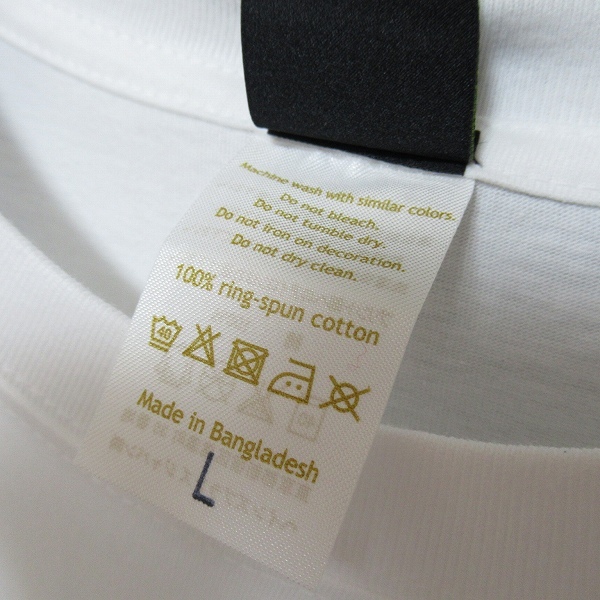 Machine wash with similar colors.
Do not bleach.
Do not tumble dry.
Do not iron on decoration.
Do not dry clean.
100% ring-spun cotton
40
Made in Bangladesh
L